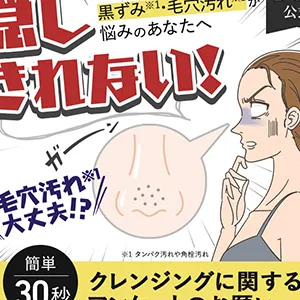 黒ずみ※1・毛穴汚れ※1が
悩みのあなたへ
公
隠し
きれない!
ガーン
毛穴汚れ※1
大丈夫!?
※1 タンパク汚れや角栓汚れ
簡単
30秒
クレンジングに関する